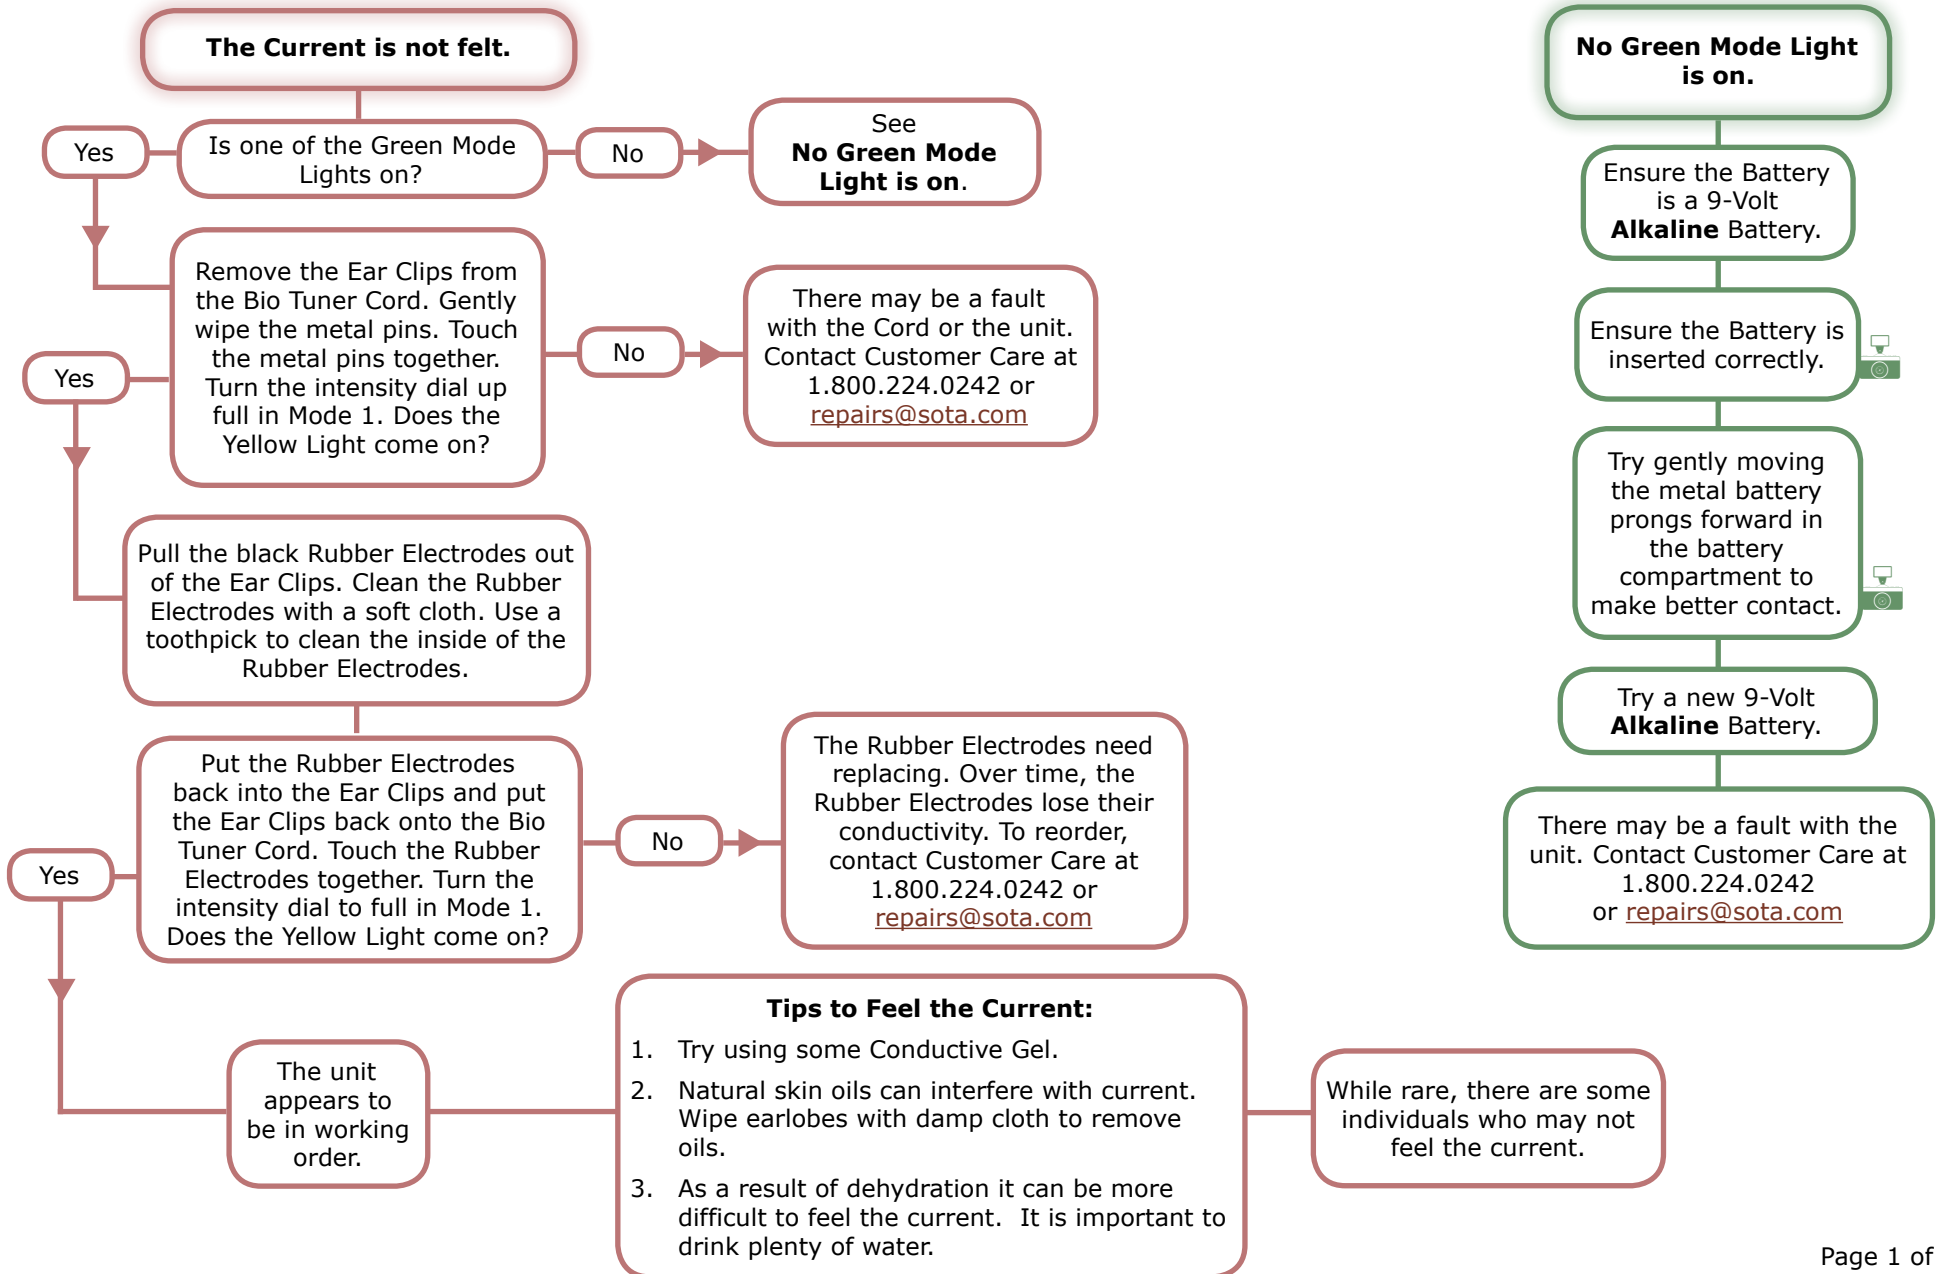 The Current is not felt.
Is one of the Green Mode
Lights on?
Yes
No
See
No Green Mode
Light is on.
Remove the Ear Clips from
the Bio Tuner Cord. Gently
wipe the metal pins. Touch
the metal pins together.
Turn the intensity dial up
full in Mode 1. Does the
Yellow Light come on?
No
There may be a fault
with the Cord or the unit.
Contact Customer Care at
1.800.224.0242 or
repairs@sota.com
Yes
Pull the black Rubber Electrodes out
of the Ear Clips. Clean the Rubber
Electrodes with a soft cloth. Use a
toothpick to clean the inside of the
Rubber Electrodes.
Put the Rubber Electrodes
back into the Ear Clips and put
the Ear Clips back onto the Bio
Tuner Cord. Touch the Rubber
Electrodes together. Turn the
intensity dial to full in Mode 1.
Does the Yellow Light come on?
No
The Rubber Electrodes need
replacing. Over time, the
Rubber Electrodes lose their
conductivity. To reorder,
contact Customer Care at
1.800.224.0242 or
repairs@sota.com
Yes
The unit
appears to
be in working
order.
Tips to Feel the Current:
1. Try using some Conductive Gel.
2. Natural skin oils can interfere with current.
Wipe earlobes with damp cloth to remove
oils.
3. As a result of dehydration it can be more
difficult to feel the current.  It is important to
drink plenty of water.
While rare, there are some
individuals who may not
feel the current.
No Green Mode Light
is on.
Ensure the Battery
is a 9-Volt
Alkaline Battery.
Ensure the Battery is
inserted correctly.
Try gently moving
the metal battery
prongs forward in
the battery
compartment to
make better contact.
Try a new 9-Volt
Alkaline Battery.
There may be a fault with the
unit. Contact Customer Care at
1.800.224.0242
or repairs@sota.com
Page 1 of